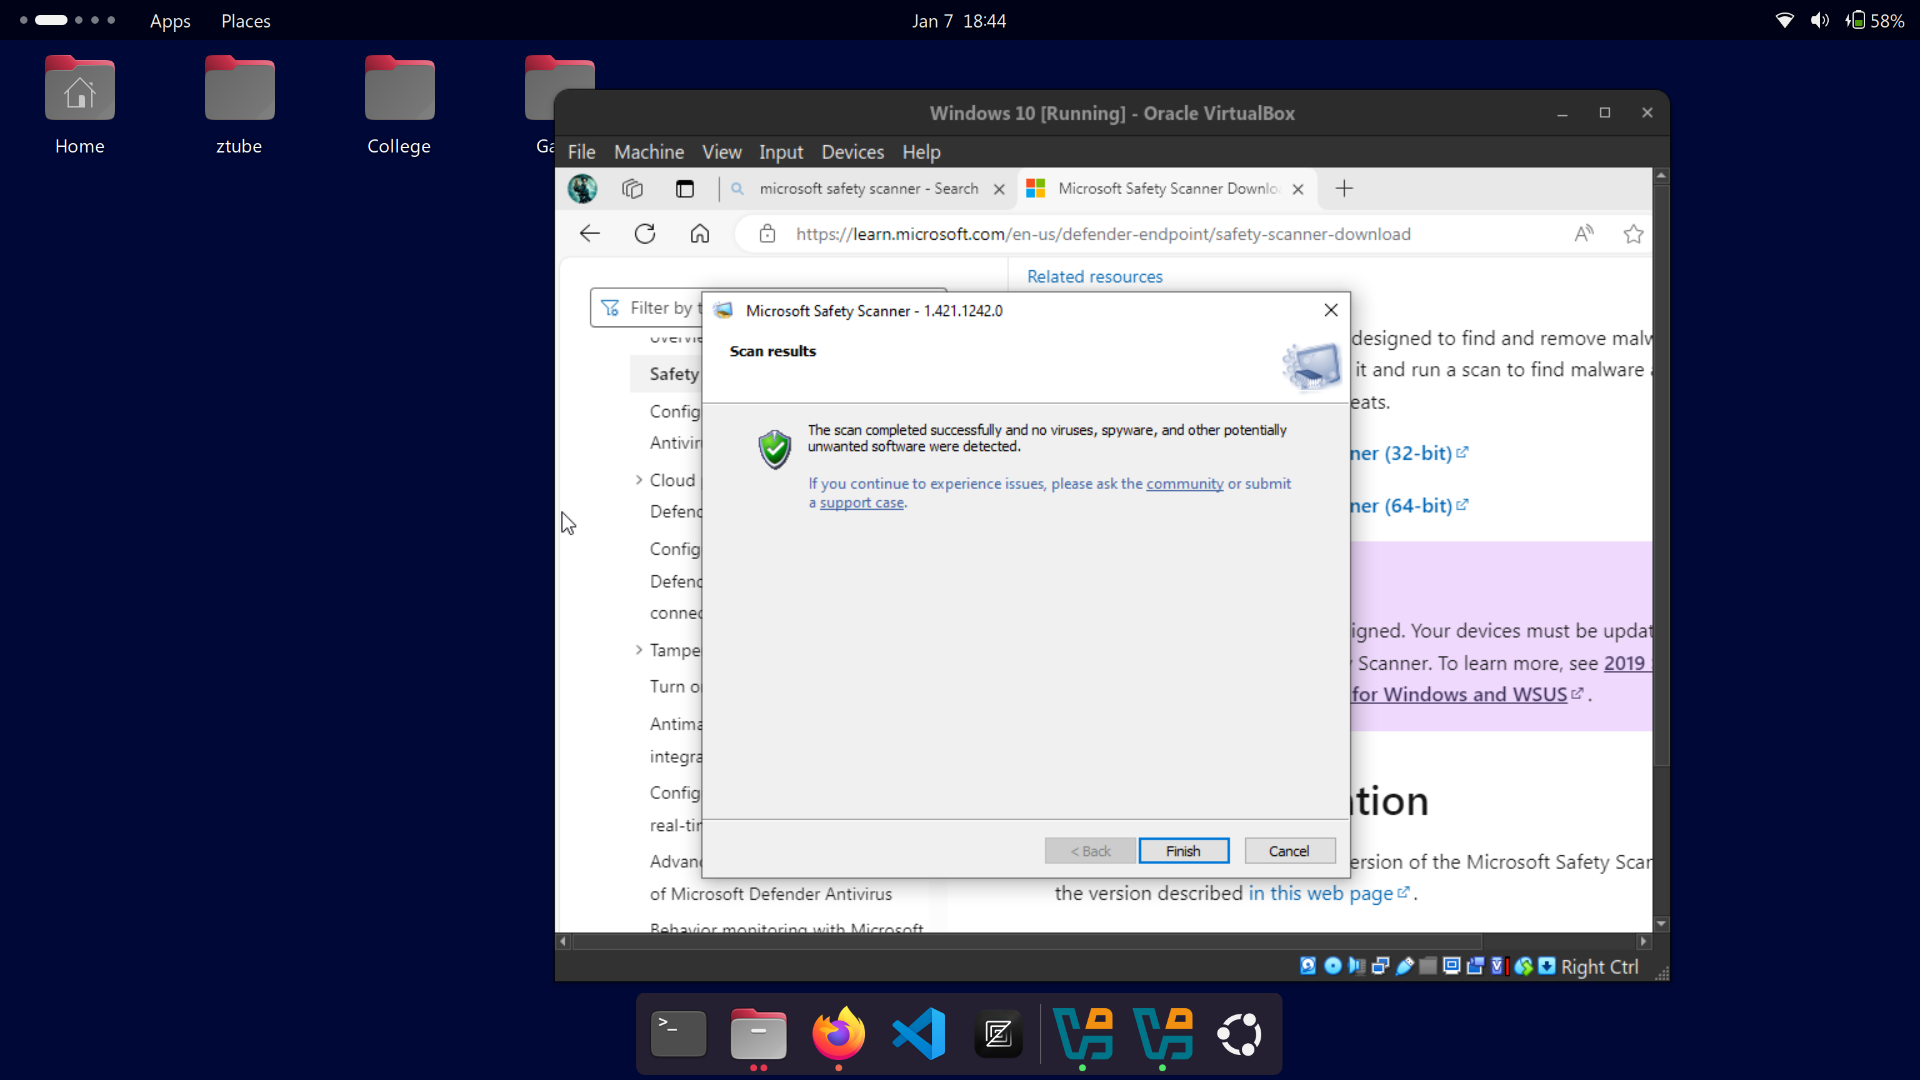 Apps Places
Jan 7 18:44
58%
Home
ztube
College
Windows 10 [Running] - Oracle VirtualBox
File Machine View Input Devices Help
microsoft safety scanner - Search
Microsoft Safety Scanner Downlo
https://learn.microsoft.com/en-us/defender-endpoint/safety-scanner-download
Related resources
Filter by t
Microsoft Safety Scanner - 1.421.1242.0
Scan results
The scan completed successfully and no viruses, spyware, and other potentially
unwanted software were detected.
If you continue to experience issues, please ask the community or submit
a support case.
< Back Finish Cancel
Safety
Config
Antivir
Cloud
Defend
Config
Defend
connec
Tampe
Turn o
Antima
integra
Config
real-tim
Advanc
of Microsoft Defender Antivirus
Behavior monitoring with Microsoft
designed to find and remove malw
it and run a scan to find malware
eats.
ner (32-bit)
ner (64-bit)
igned. Your devices must be updat
Scanner. To learn more, see 2019
for Windows and WSUS.
tion
ersion of the Microsoft Safety Scan
the version described in this web page.
Right Ctrl